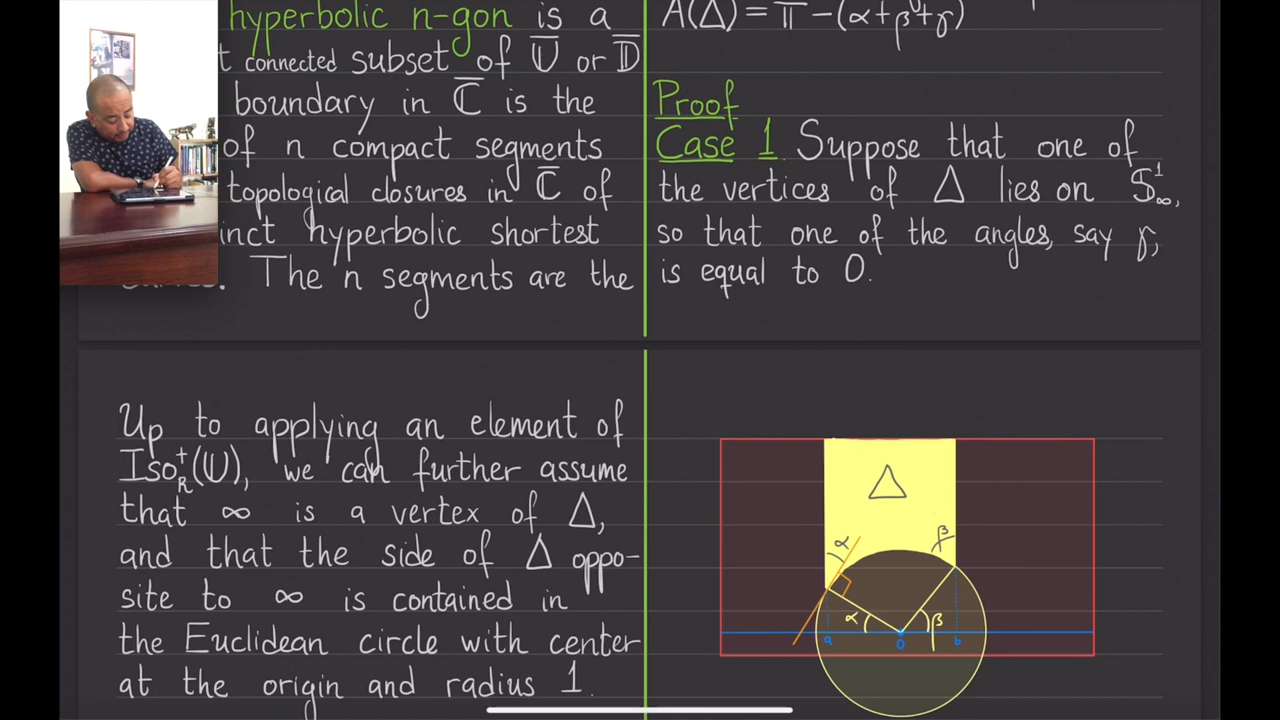 hyperbolic n-gon is a
t connected subset of U̅ or D̅
boundary in C̅ is the
of n compact segments
topological closures in C̅ of
inct hyperbolic shortest
The n segments are the
A(Δ) = π - (α+β+γ)
Proof
Case 1. Suppose that one of
the vertices of Δ lies on S¹∞,
so that one of the angles, say γ,
is equal to 0.
Up to applying an element of
Iso⁺ℎ(U), we can further assume
that ∞ is a vertex of Δ,
and that the side of Δ oppo-
site to ∞ is contained in
the Euclidean circle with center
at the origin and radius 1.
Δ
α
β
α
β
a
0
b